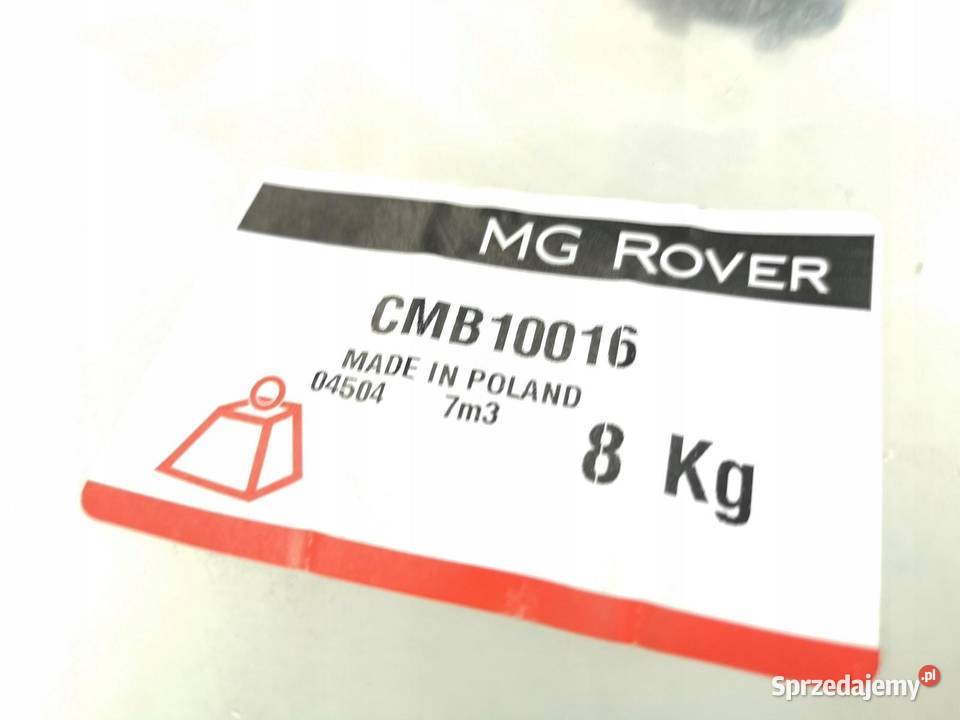 MG ROVER
CMB10016
MADE IN POLAND
04504 7m3
8 Kg
Sprzedajemy.pl